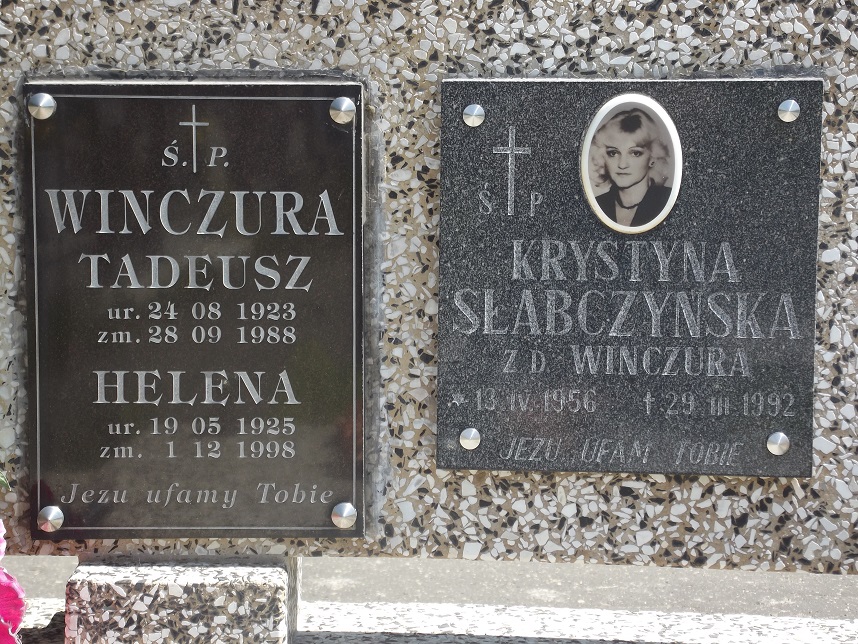 Ś. P.
WINCZURA
TADEUSZ
ur. 24 08 1923
zm. 28 09 1988
HELENA
ur. 19 05 1925
zm. 1 12 1998
Jezu ufamy Tobie
Ś P
KRYSTYNA
SŁABCZYŃSKA
Z D WINCZURA
* 13 IV 1956 † 29 III 1992
JEZU UFAM TOBIE